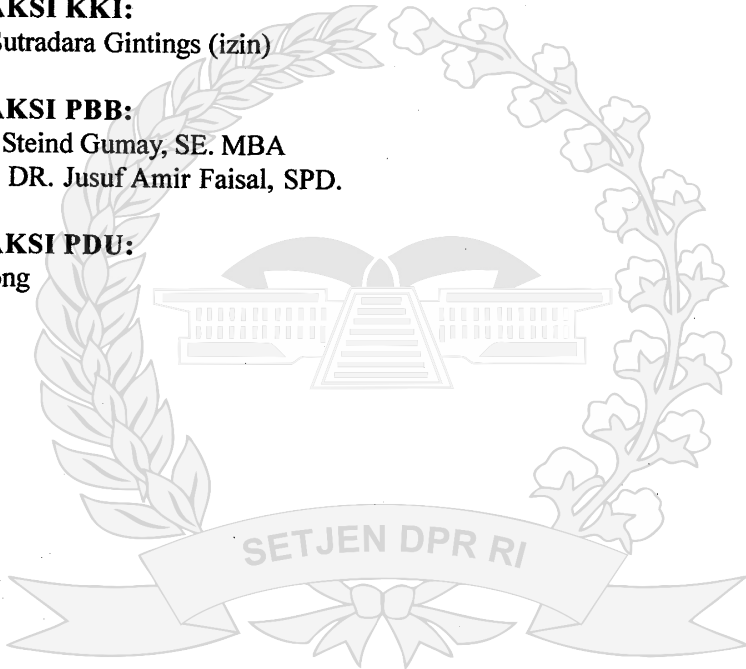 AKSI KKI:
Sutradara Gintings (izin)
AKSI PBB:
Steind Gumay, SE. MBA
DR. Jusuf Amir Faisal, SPD.
AKSI PDU:
ong
SETJEN DPR RI